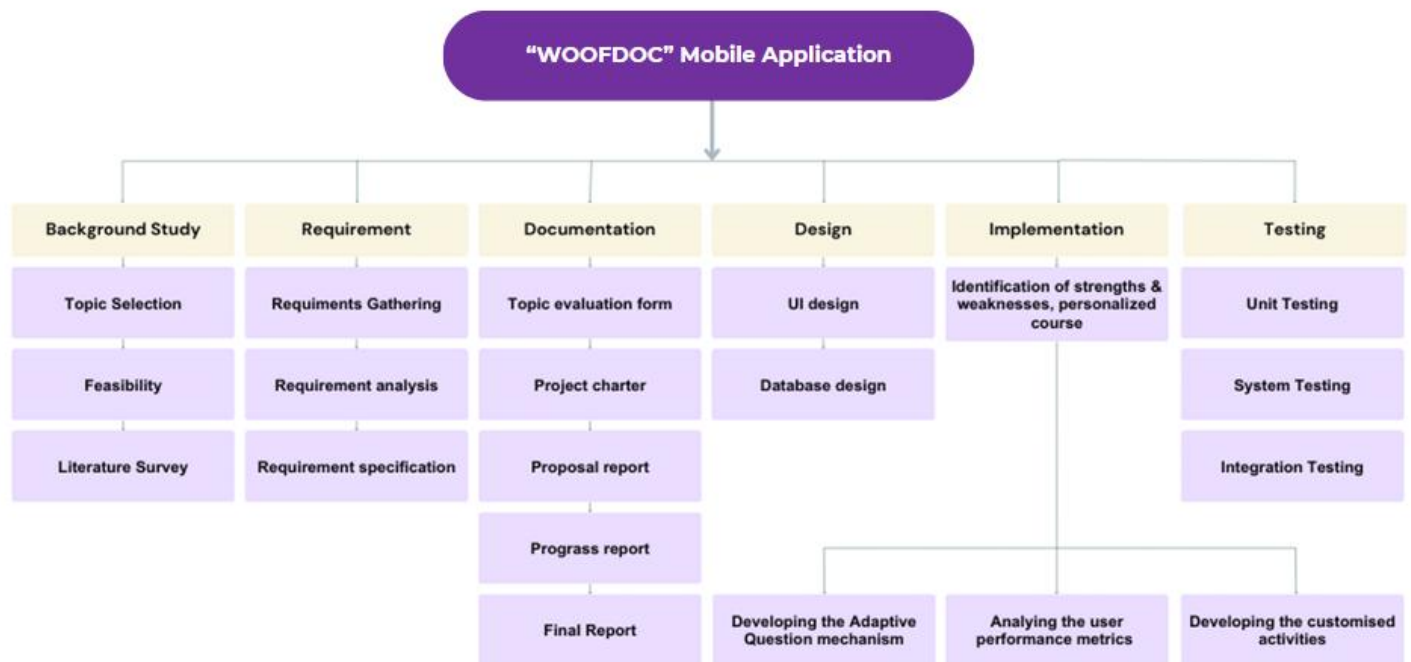 “WOOFDOC” Mobile Application
Background Study
Requirement
Documentation
Design
Implementation
Testing
Topic Selection
Requiments Gathering
Topic evaluation form
UI design
Identification of strengths &
weaknesses, personalized
course
Unit Testing
Feasibility
Requirement analysis
Project charter
Database design
System Testing
Literature Survey
Requirement specification
Proposal report
Integration Testing
Prograss report
Final Report
Developing the Adaptive
Question mechanism
Analying the user
performance metrics
Developing the customised
activities